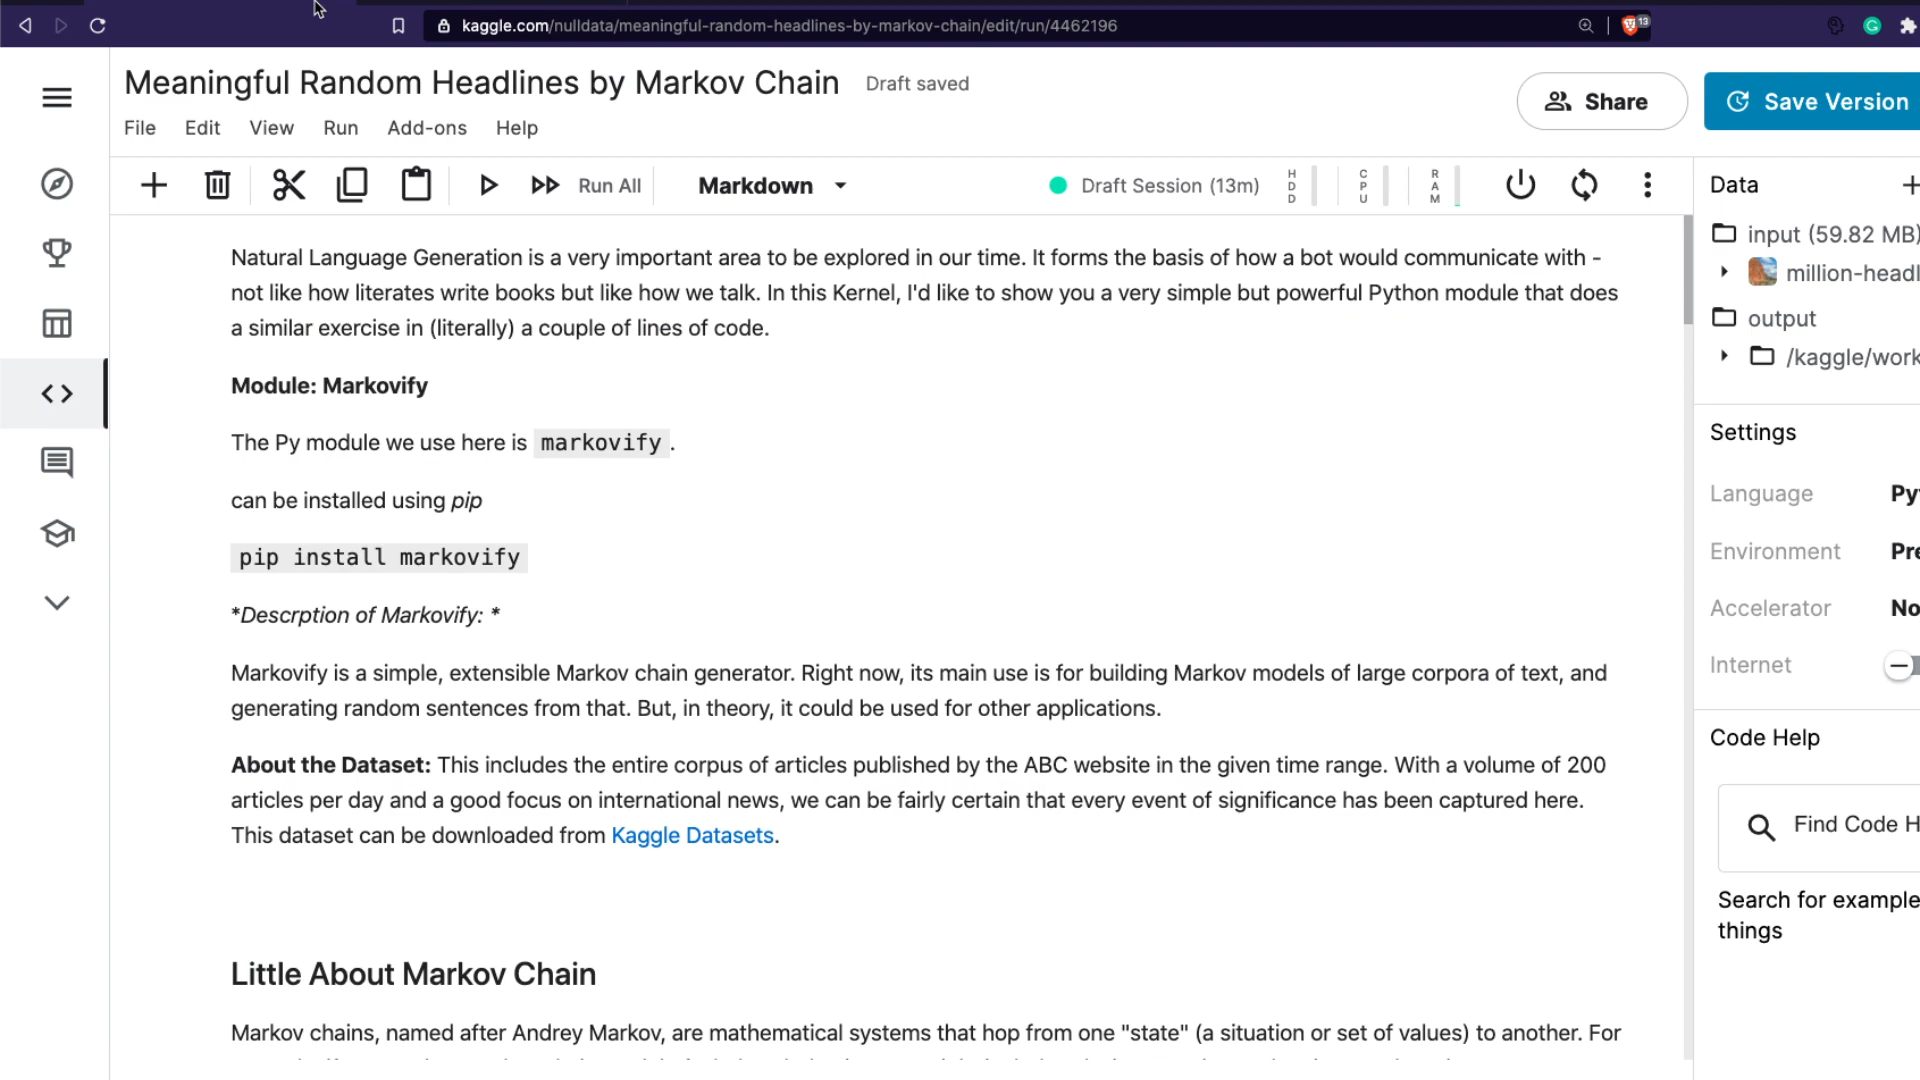 kaggle.com/nulldata/meaningful-random-headlines-by-markov-chain/edit/run/4462196
13
Meaningful Random Headlines by Markov Chain
Draft saved
Share
Save Version
File Edit View Run Add-ons Help
Run All
Markdown
Draft Session (13m)
HDD
CPU
RAM
Natural Language Generation is a very important area to be explored in our time. It forms the basis of how a bot would communicate with -
not like how literates write books but like how we talk. In this Kernel, I'd like to show you a very simple but powerful Python module that does
a similar exercise in (literally) a couple of lines of code.
Module: Markovify
The Py module we use here is markovify.
can be installed using pip
pip install markovify
*Descrption of Markovify: *
Markovify is a simple, extensible Markov chain generator. Right now, its main use is for building Markov models of large corpora of text, and
generating random sentences from that. But, in theory, it could be used for other applications.
About the Dataset: This includes the entire corpus of articles published by the ABC website in the given time range. With a volume of 200
articles per day and a good focus on international news, we can be fairly certain that every event of significance has been captured here.
This dataset can be downloaded from Kaggle Datasets.
Little About Markov Chain
Markov chains, named after Andrey Markov, are mathematical systems that hop from one "state" (a situation or set of values) to another. For
Data
input (59.82 MB)
million-headl
output
/kaggle/work
Settings
Language
Environment
Accelerator
No
Internet
Code Help
Find Code H
Search for example
things